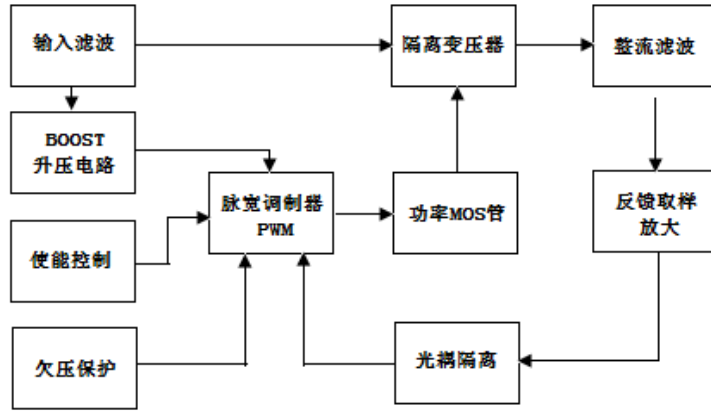 输入滤波
隔离变压器
整流滤波
BOOST
升压电路
脉宽调制器
PWM
功率MOS管
反馈取样
放大
使能控制
欠压保护
光耦隔离